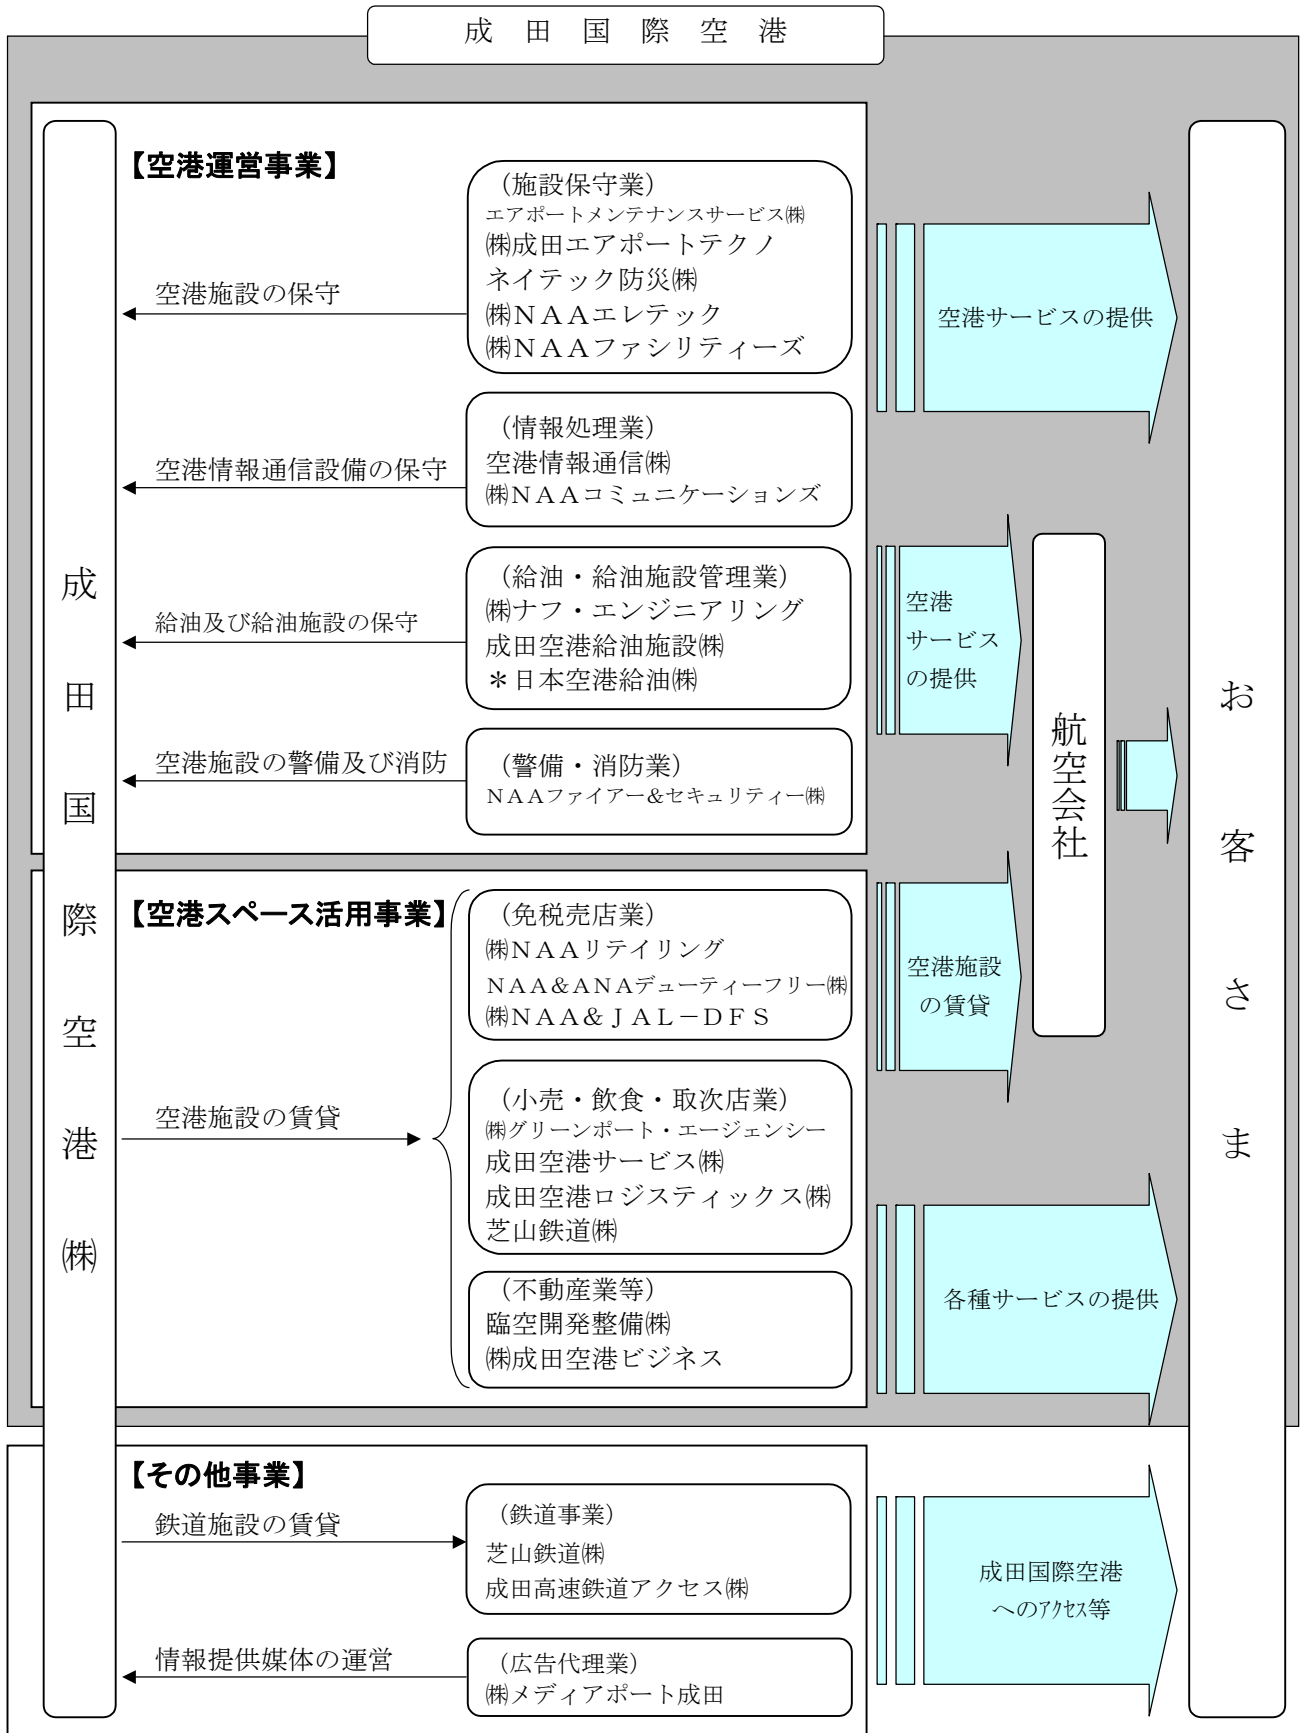 成田国際空港
成田国際空港㈱
【空港運営事業】
空港施設の保守
（施設保守業）
エアポートメンテナンスサービス㈱
㈱成田エアポートテクノ
ネイテック防災㈱
㈱ＮＡＡエレテック
㈱ＮＡＡファシリティーズ
空港情報通信設備の保守
（情報処理業）
空港情報通信㈱
㈱ＮＡＡコミュニケーションズ
給油及び給油施設の保守
（給油・給油施設管理業）
㈱ナフ・エンジニアリング
成田空港給油施設㈱
＊日本空港給油㈱
空港施設の警備及び消防
（警備・消防業）
ＮＡＡファイアー＆セキュリティー㈱
【空港スペース活用事業】
空港施設の賃貸
（免税売店業）
㈱ＮＡＡリテイリング
ＮＡＡ＆ＡＮＡデューティーフリー㈱
㈱ＮＡＡ＆ＪＡＬ－ＤＦＳ
（小売・飲食・取次店業）
㈱グリーンポート・エージェンシー
成田空港サービス㈱
成田空港ロジスティックス㈱
芝山鉄道㈱
（不動産業等）
臨空開発整備㈱
㈱成田空港ビジネス
【その他事業】
鉄道施設の賃貸
（鉄道事業）
芝山鉄道㈱
成田高速鉄道アクセス㈱
情報提供媒体の運営
（広告代理業）
㈱メディアポート成田
空港サービスの提供
空港
サービス
の提供
空港施設
の賃貸
航空会社
各種サービスの提供
成田国際空港
へのｱｸｾｽ等
お客さま